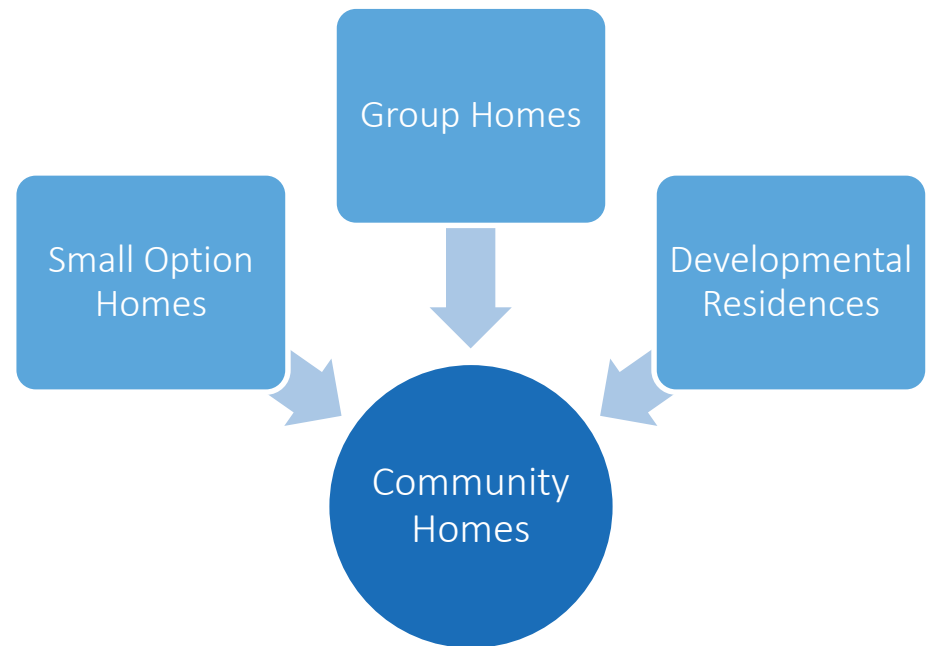 Group Homes
Small Option
Homes
Developmental
Residences
Community
Homes